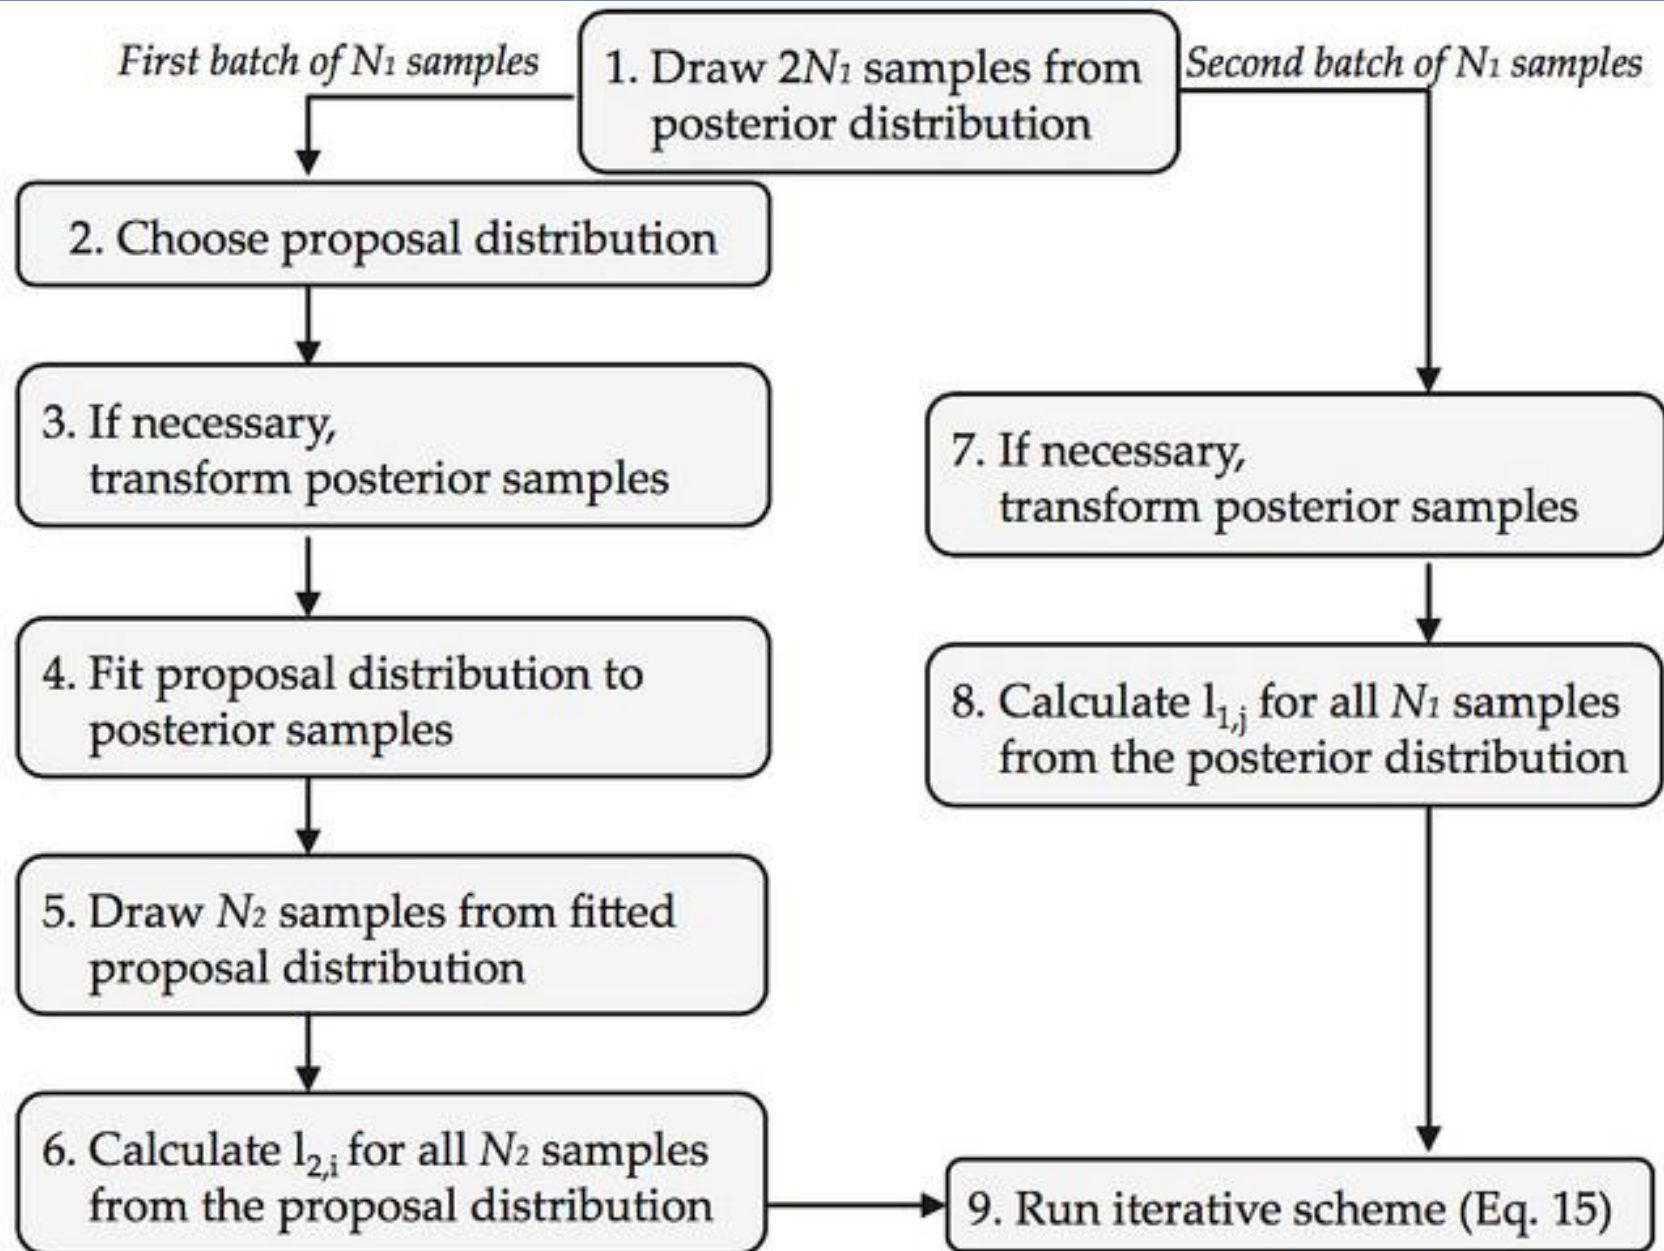 First batch of N1 samples
1. Draw 2N1 samples from
posterior distribution
Second batch of N1 samples
2. Choose proposal distribution
3. If necessary,
transform posterior samples
4. Fit proposal distribution to
posterior samples
5. Draw N2 samples from fitted
proposal distribution
6. Calculate l2,i for all N2 samples
from the proposal distribution
7. If necessary,
transform posterior samples
8. Calculate l1,j for all N1 samples
from the posterior distribution
9. Run iterative scheme (Eq. 15)